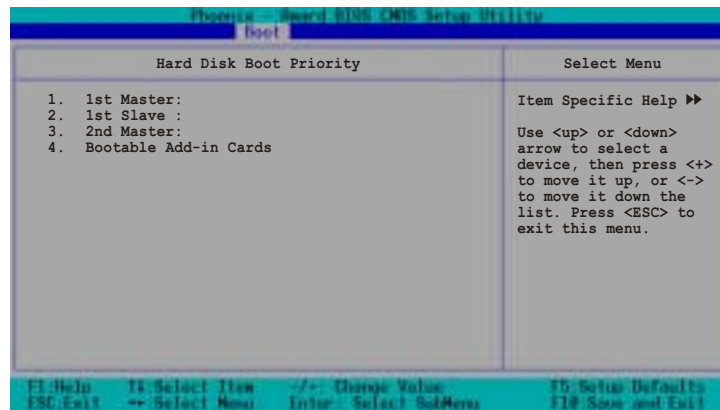 Phoenix - Award BIOS CMOS Setup Utility
Boot
Hard Disk Boot Priority
Select Menu
1. 1st Master:
2. 1st Slave :
3. 2nd Master:
4. Bootable Add-in Cards
Item Specific Help ▶▶
Use <up> or <down>
arrow to select a
device, then press <+>
to move it up, or <->
to move it down the
list. Press <ESC> to
exit this menu.
F1:Help ↑↓ Select Item -/+: Change Value F5:Setup Defaults
ESC:Exit ↔ Select Menu Enter: Select SubMenu F10 Save and Exit